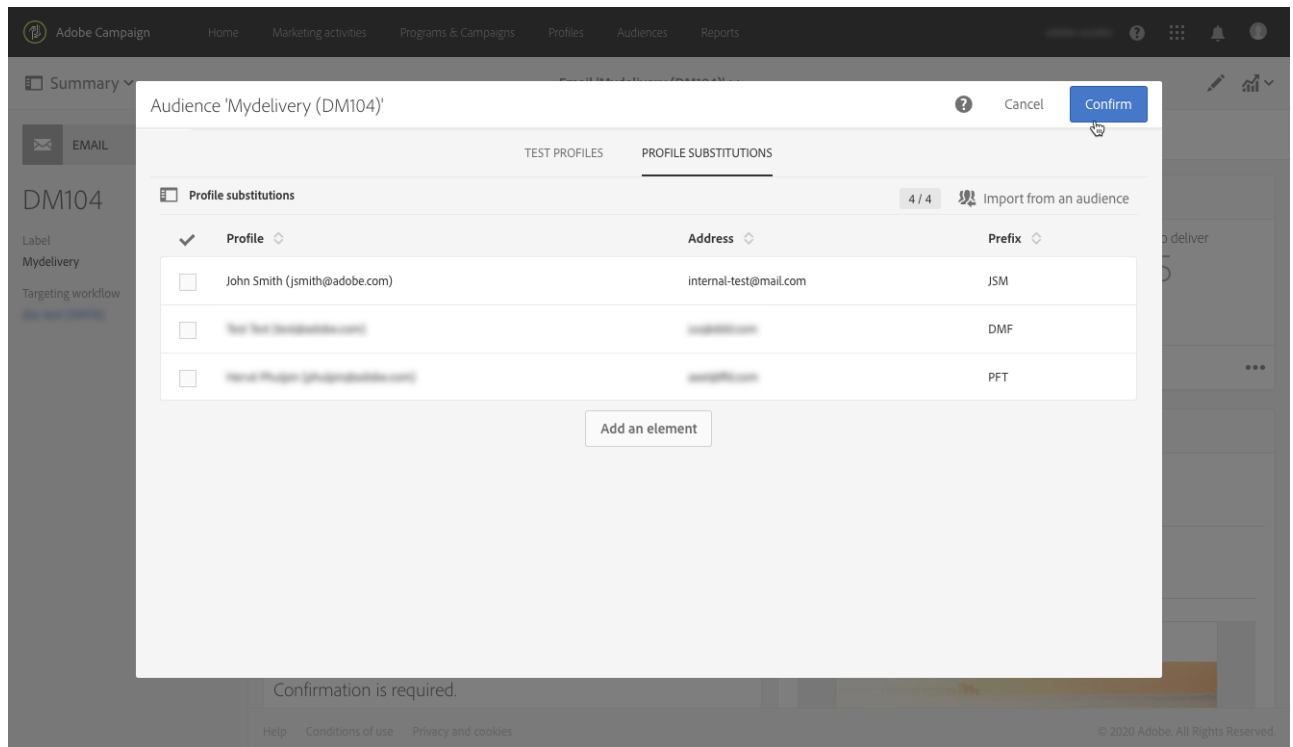 Adobe Campaign Home Marketing activities Programs & Campaigns Profiles Audiences Reports
Summary
Audience 'Mydelivery (DM104)' Cancel Confirm
EMAIL
TEST PROFILES PROFILE SUBSTITUTIONS
DM104
Profile substitutions 4 / 4 Import from an audience
Label
Mydelivery
Profile Address Prefix
deliver
Targeting workflow
John Smith (jsmith@adobe.com) internal-test@mail.com JSM
DMF
PFT
Add an element
Confirmation is required.
Help Conditions of use Privacy and cookies © 2020 Adobe. All Rights Reserved.